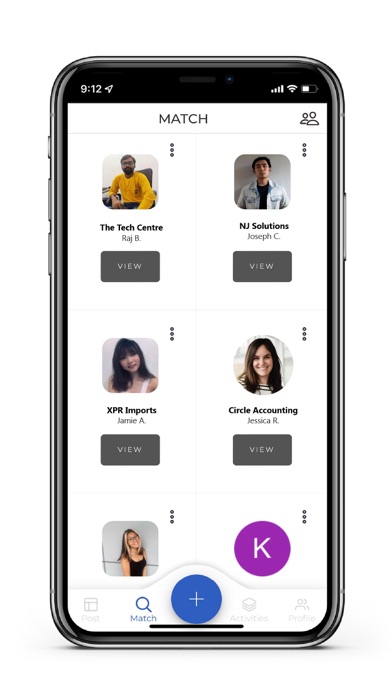 9:12
MATCH
The Tech Centre
Raj B.
VIEW
NJ Solutions
Joseph C.
VIEW
XPR Imports
Jamie A.
VIEW
Circle Accounting
Jessica R.
VIEW
K
Post
Match
+
Activities
Profile